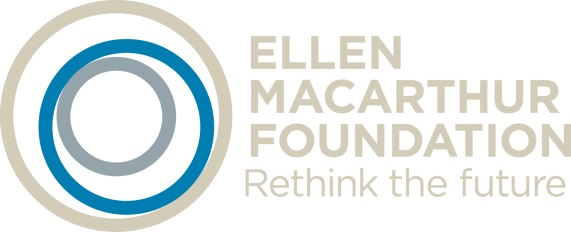 ELLEN
MACARTHUR
FOUNDATION
Rethink the future